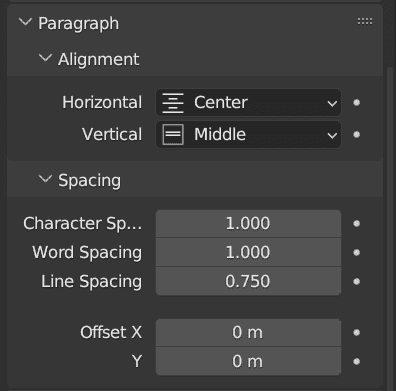 Paragraph
Alignment
Horizontal Center
Vertical Middle
Spacing
Character Sp... 1.000
Word Spacing 1.000
Line Spacing 0.750
Offset X 0 m
Y 0 m